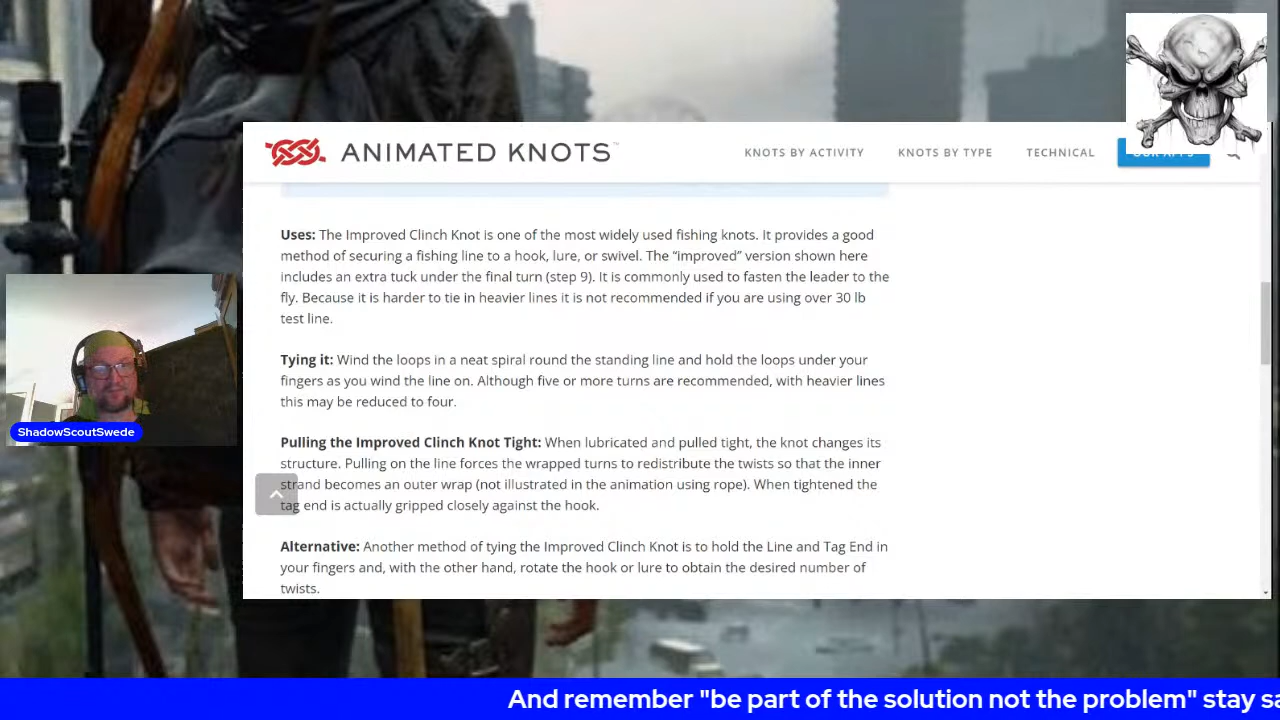 ANIMATED KNOTS™
KNOTS BY ACTIVITY
KNOTS BY TYPE
TECHNICAL
OUR APPS
Uses: The Improved Clinch Knot is one of the most widely used fishing knots. It provides a good
method of securing a fishing line to a hook, lure, or swivel. The “improved” version shown here
includes an extra tuck under the final turn (step 9). It is commonly used to fasten the leader to the
fly. Because it is harder to tie in heavier lines it is not recommended if you are using over 30 lb
test line.
Tying it: Wind the loops in a neat spiral round the standing line and hold the loops under your
fingers as you wind the line on. Although five or more turns are recommended, with heavier lines
this may be reduced to four.
Pulling the Improved Clinch Knot Tight: When lubricated and pulled tight, the knot changes its
structure. Pulling on the line forces the wrapped turns to redistribute the twists so that the inner
strand becomes an outer wrap (not illustrated in the animation using rope). When tightened the
tag end is actually gripped closely against the hook.
Alternative: Another method of tying the Improved Clinch Knot is to hold the Line and Tag End in
your fingers and, with the other hand, rotate the hook or lure to obtain the desired number of
twists.
ShadowScoutSwede
And remember "be part of the solution not the problem" stay sa